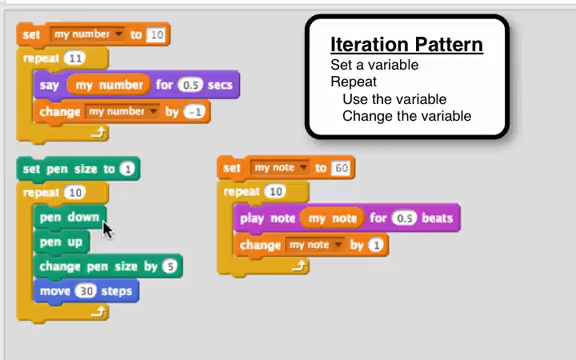 set my number to 10
repeat 11
say my number for 0.5 secs
change my number by -1
Iteration Pattern
Set a variable
Repeat
Use the variable
Change the variable
set pen size to 1
repeat 10
pen down
pen up
change pen size by 5
move 30 steps
set my note to 60
repeat 10
play note my note for 0.5 beats
change my note by 1